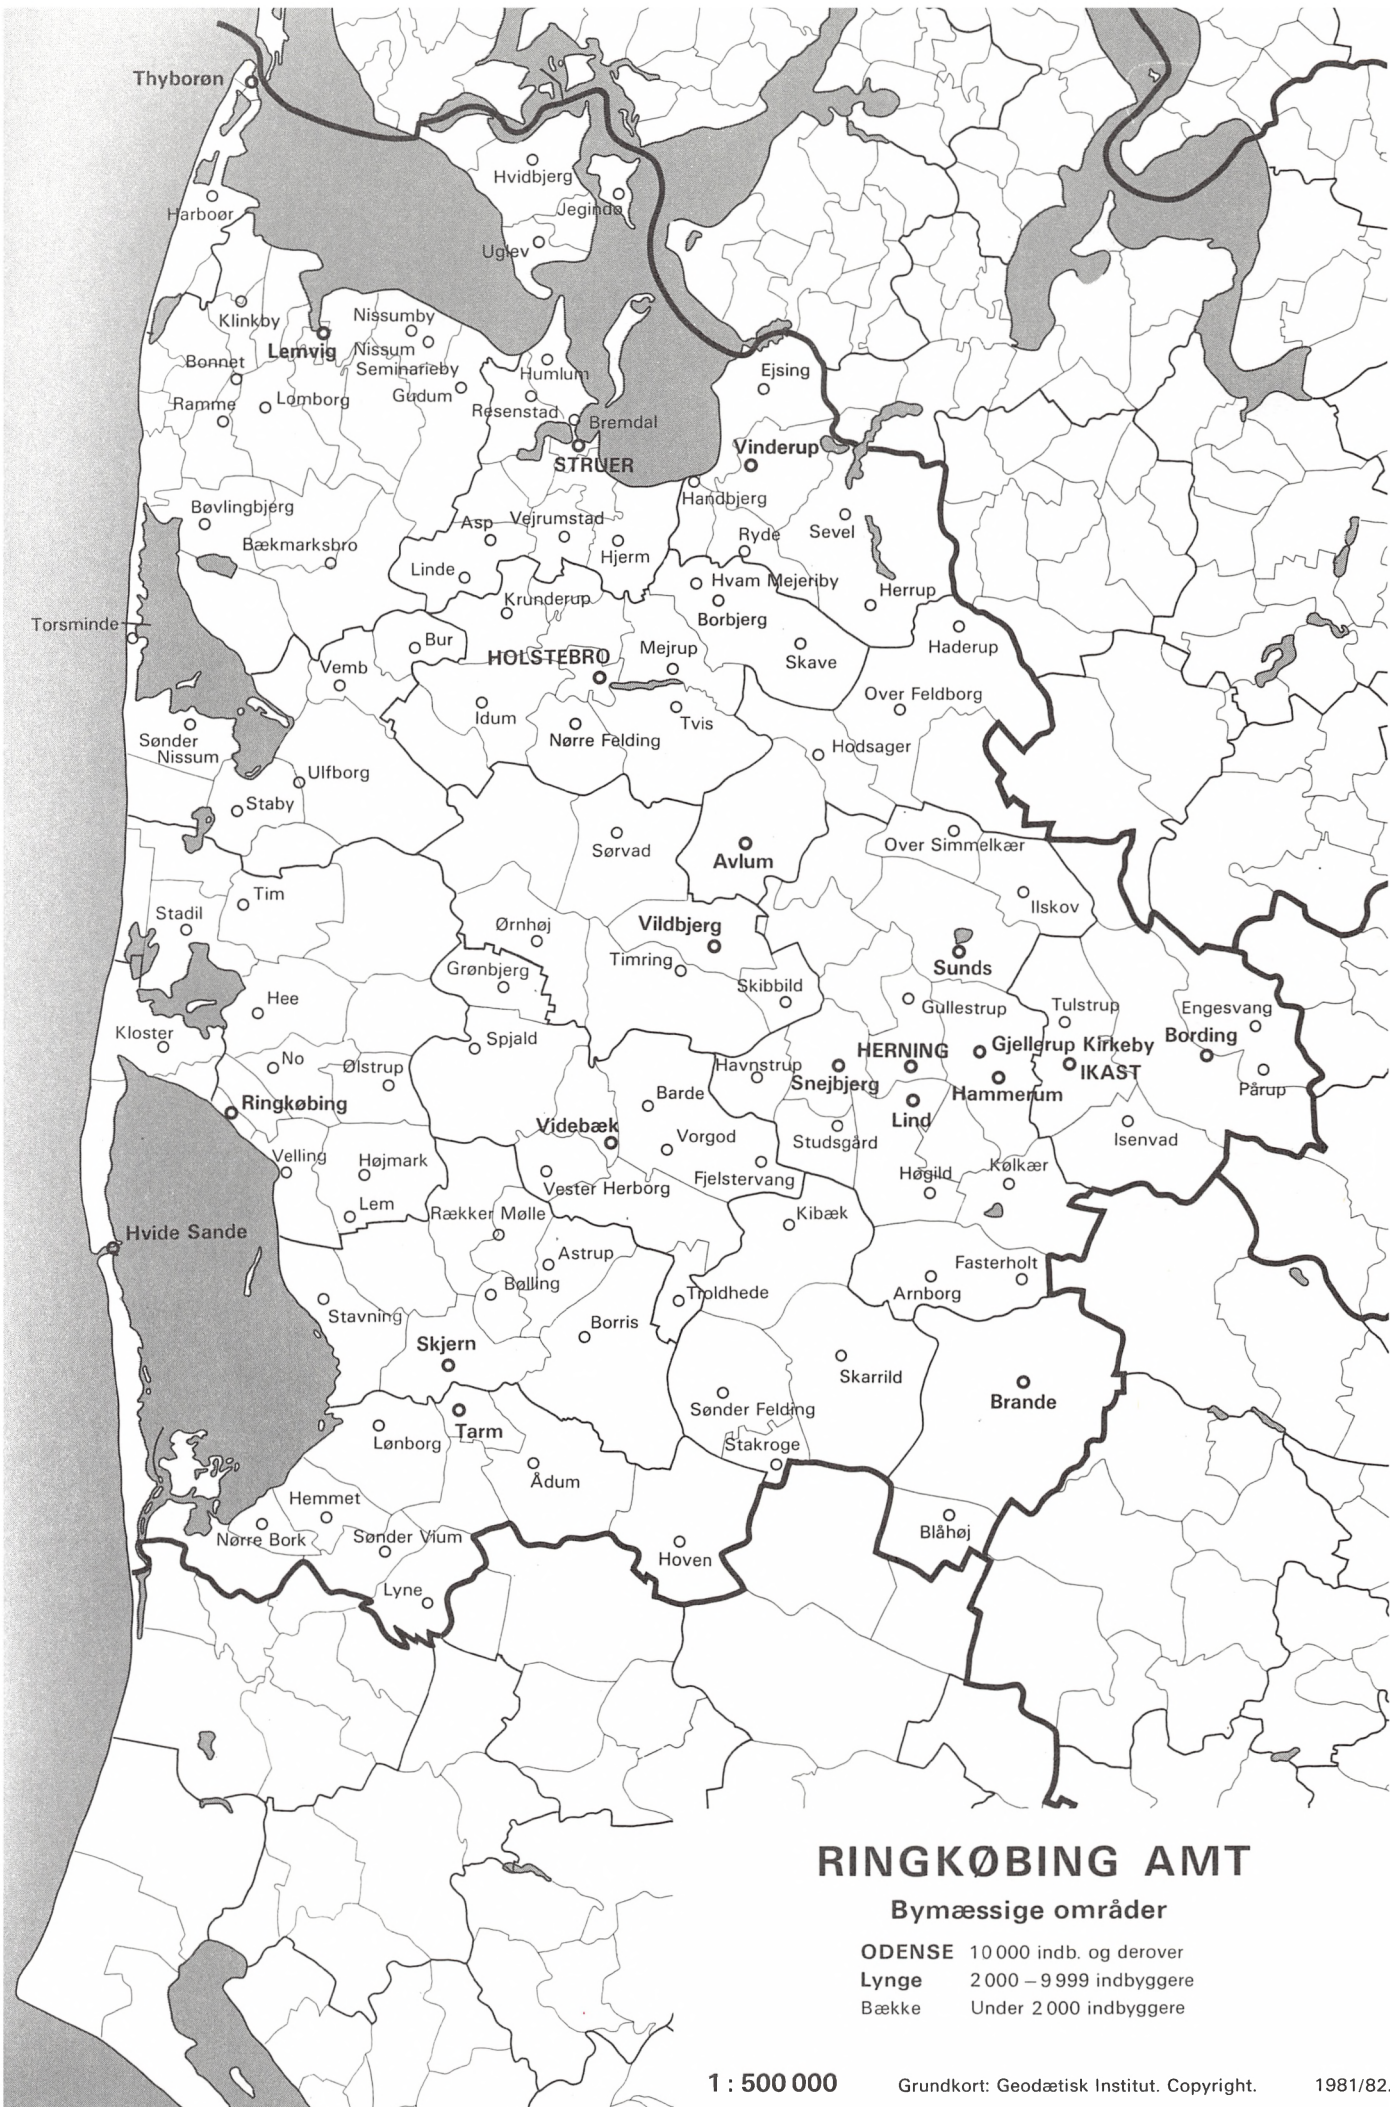 Thyborøn
Hvidbjerg
Jegindø
Harboør
Uglev
Klinkby
Nissumby
Lemvig
Nissum
Seminarieby
Bonnet
Humlum
Ejsing
Gudum
Ramme
Lomborg
Resenstad
Bremdal
Vinderup
STRUER
Handbjerg
Bøvlingbjerg
Asp
Vejrumstad
Sevel
Ryde
Bækmarksbro
Hjerm
Linde
Hvam Mejeriby
Herrup
Krunderup
Borbjerg
Torsminde
Bur
Mejrup
Haderup
HOLSTEBRO
Skave
Vemb
Over Feldborg
Idum
Tvis
Sønder
Nissum
Nørre Felding
Hodsager
Ulfborg
Staby
Over Simmelkær
Sørvad
Avlum
Tim
Ilskov
Stadil
Ørnhøj
Vildbjerg
Timring
Sunds
Grønbjerg
Skibbild
Hee
Gullestrup
Tulstrup
Engesvang
Kloster
Spjald
Bording
Gjellerup Kirkeby
HERNING
No
Ølstrup
Havnstrup
IKAST
Snejbjerg
Hammerum
Pårup
Barde
Ringkøbing
Lind
Videbæk
Vorgod
Studsgård
Isenvad
Velling
Højmark
Kølkær
Fjelstervang
Høgild
Vester Herborg
Lem
Rækker Mølle
Kibæk
Hvide Sande
Astrup
Fasterholt
Bølling
Troldhede
Arnborg
Stavning
Borris
Skjern
Skarrild
Brande
Sønder Felding
Tarm
Lønborg
Stakroge
Ådum
Hemmet
Blåhøj
Nørre Bork
Sønder Vium
Hoven
Lyne
RINGKØBING AMT
Bymæssige områder
ODENSE 10 000 indb. og derover
Lynge 2 000 – 9 999 indbyggere
Bække Under 2 000 indbyggere
1 : 500 000 Grundkort: Geodætisk Institut. Copyright. 1981/82.